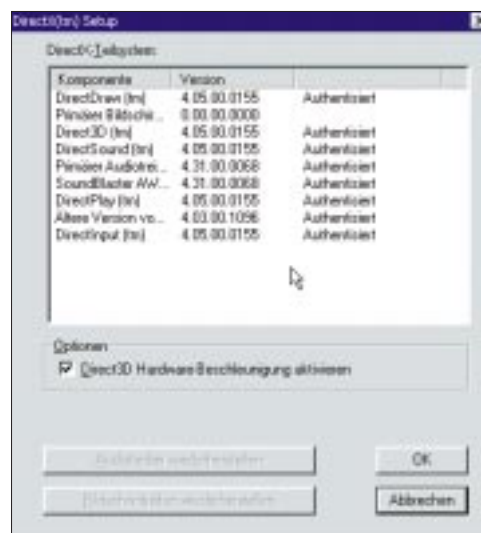 DirectX(tm) Setup
DirectX-Teilsystem:
Komponente Version
DirectDraw (tm) 4.05.00.0155 Authentisiert
Primärer Bildschir... 0.00.00.0000
Direct3D (tm) 4.05.00.0155 Authentisiert
DirectSound (tm) 4.05.00.0155 Authentisiert
Primärer Audiotrei... 4.31.00.0068 Authentisiert
SoundBlaster AW... 4.31.00.0068 Authentisiert
DirectPlay (tm) 4.05.00.0155 Authentisiert
Ältere Version vo... 4.03.00.1096 Authentisiert
DirectInput (tm) 4.05.00.0155 Authentisiert
Optionen
Direct3D Hardware-Beschleunigung aktivieren
OK
Abbrechen